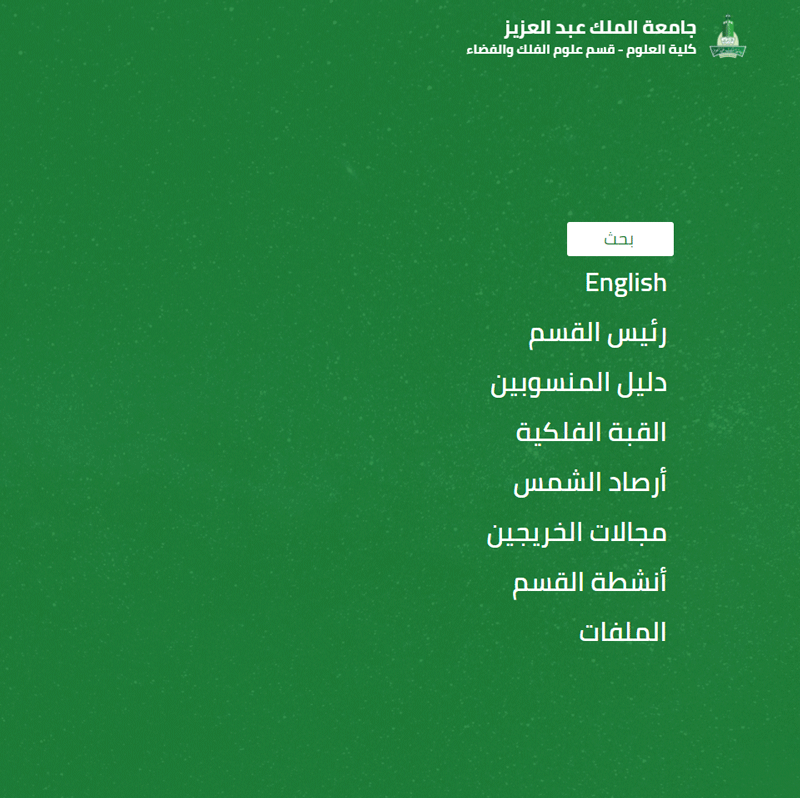 جامعة الملك عبد العزيز
كلية العلوم - قسم علوم الفلك والفضاء
بحث
English
رئيس القسم
دليل المنسوبين
القبة الفلكية
أرصاد الشمس
مجالات الخريجين
أنشطة القسم
الملفات